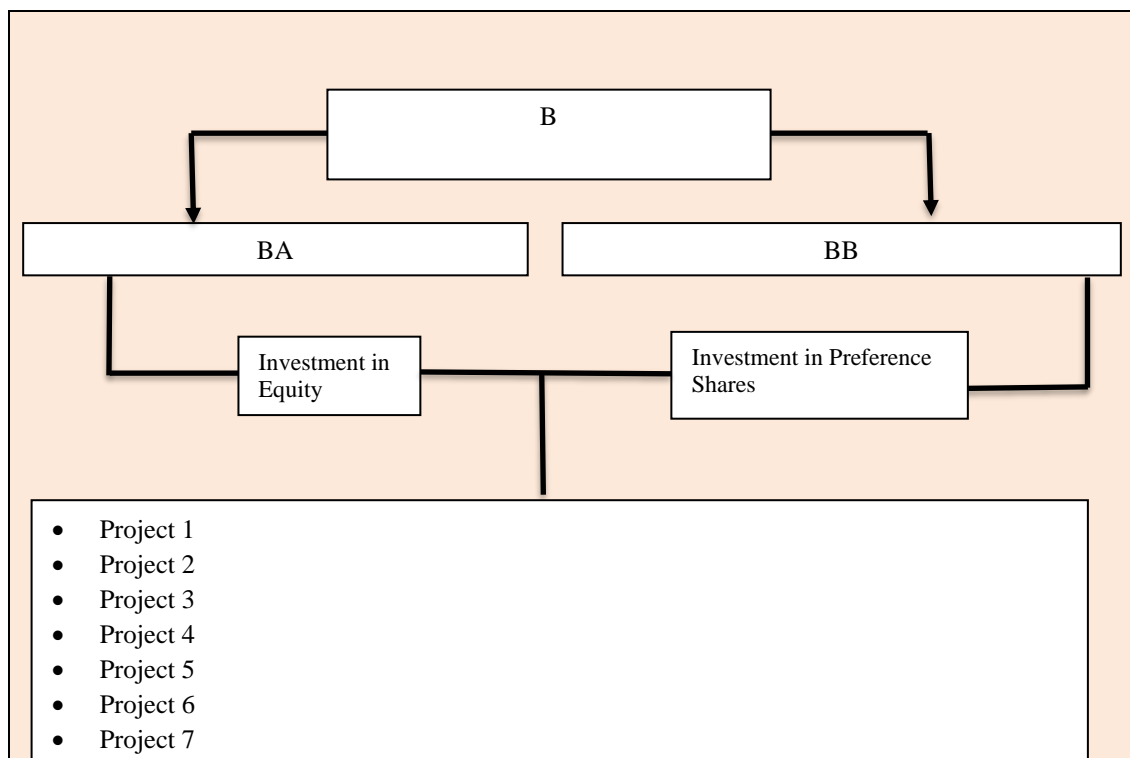 B
BA
BB
Investment in
Equity
Investment in Preference
Shares
• Project 1
• Project 2
• Project 3
• Project 4
• Project 5
• Project 6
• Project 7